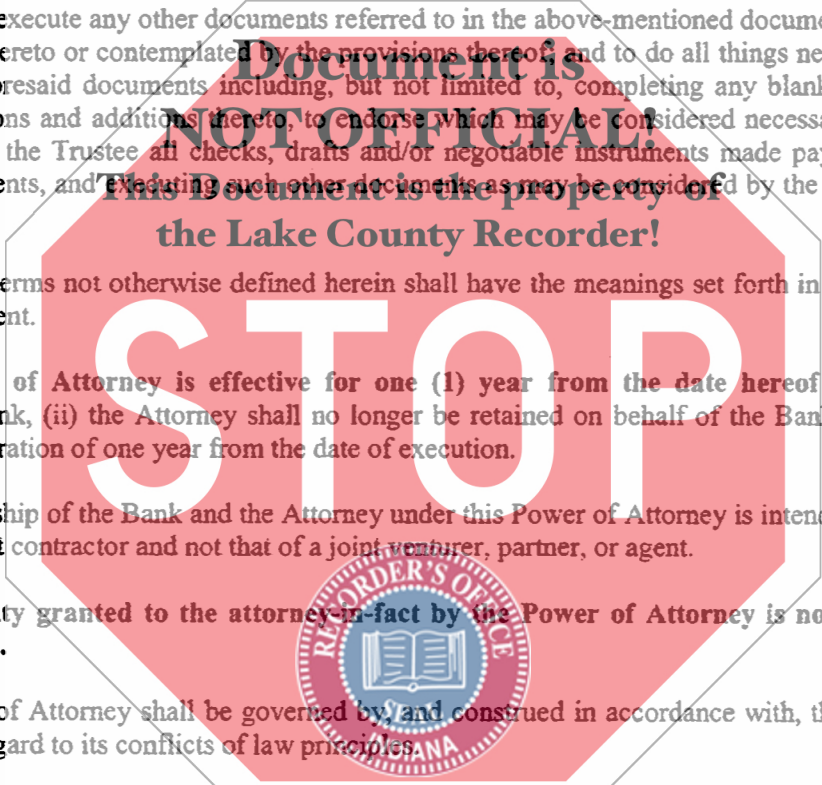 execute any other documents referred to in the above-mentioned docume
ereto or contemplated by the provisions thereof, and to do all things ne
Document is
resaid documents including, but not limited to, completing any blank
ons and additions thereto, to endorse which may be considered necessa
NOT OFFICIAL!
the Trustee all checks, drafts and/or negotiable instruments made pay
ents, and executing such other documents as may be considered by the
This Document is the property of
the Lake County Recorder!
erms not otherwise defined herein shall have the meanings set forth in
ent.
STOP
of Attorney is effective for one (1) year from the date hereof
nk, (ii) the Attorney shall no longer be retained on behalf of the Ban
ration of one year from the date of execution.
hip of the Bank and the Attorney under this Power of Attorney is intend
t contractor and not that of a joint venturer, partner, or agent.
RECORDER'S OFFICE
ty granted to the attorney-in-fact by the Power of Attorney is no
SEAL
of Attorney shall be governed by, and construed in accordance with, th
INDIANA
gard to its conflicts of law principles.